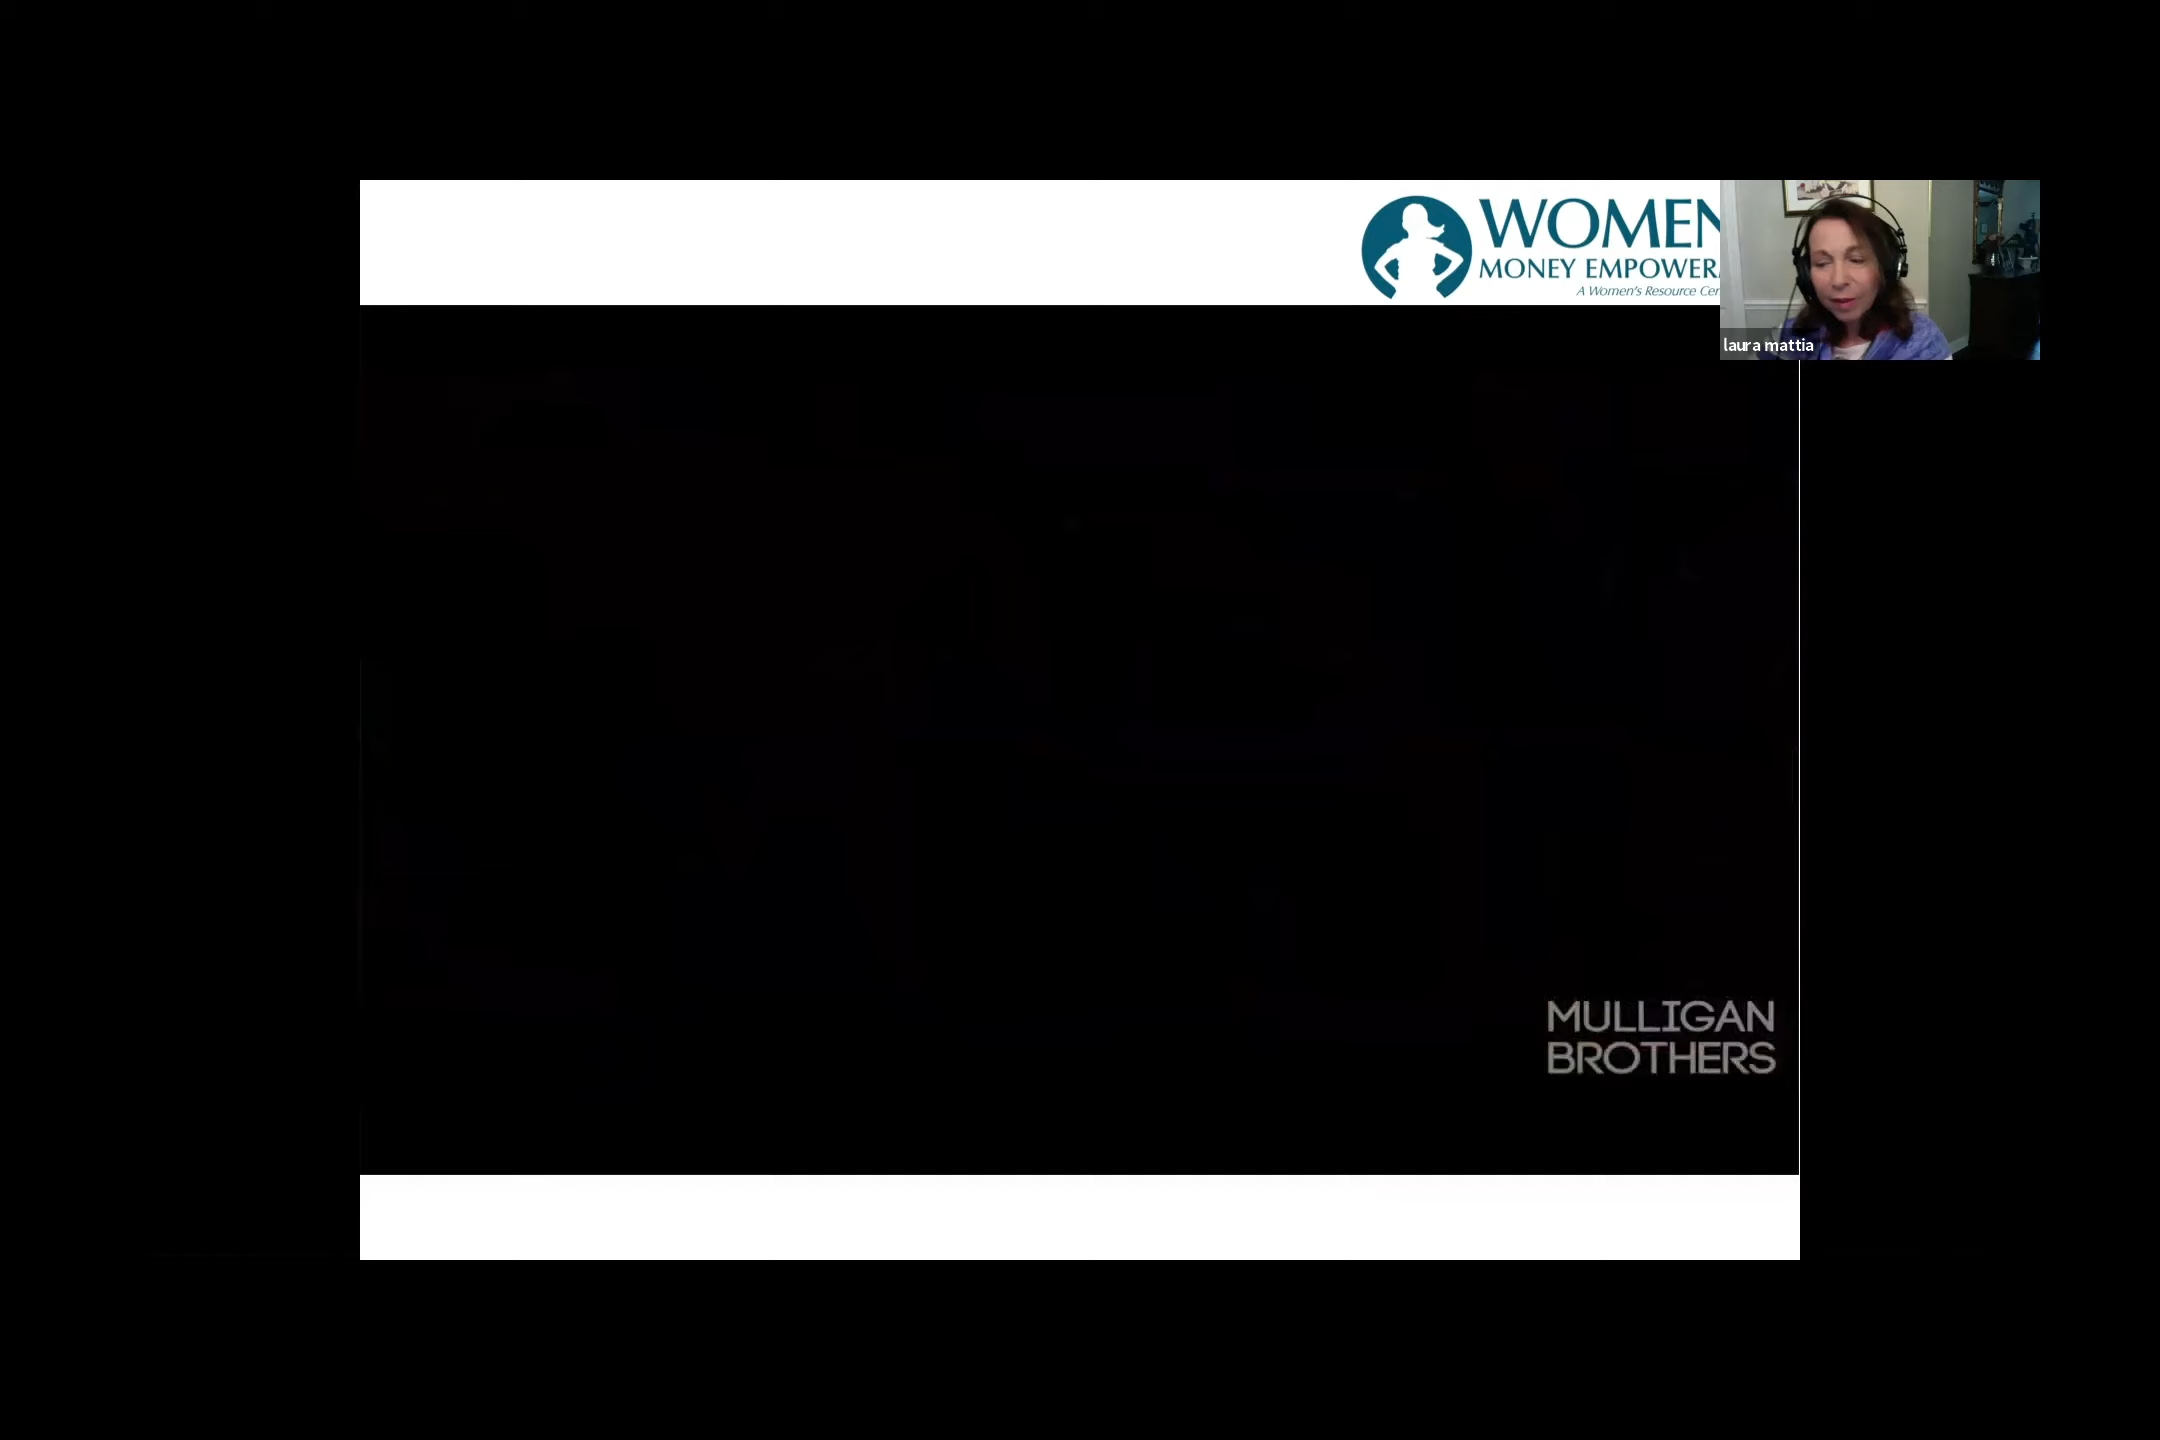 WOMEN
MONEY EMPOWER
A Women's Resource Cen
laura mattia
MULLIGAN
BROTHERS